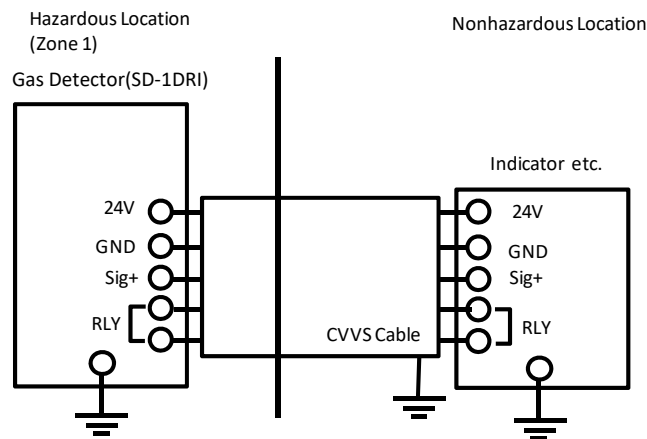 Hazardous Location
(Zone 1)
Nonhazardous Location
Gas Detector(SD-1DRI)
Indicator etc.
24V
GND
Sig+
RLY
CVVS Cable
24V
GND
Sig+
RLY